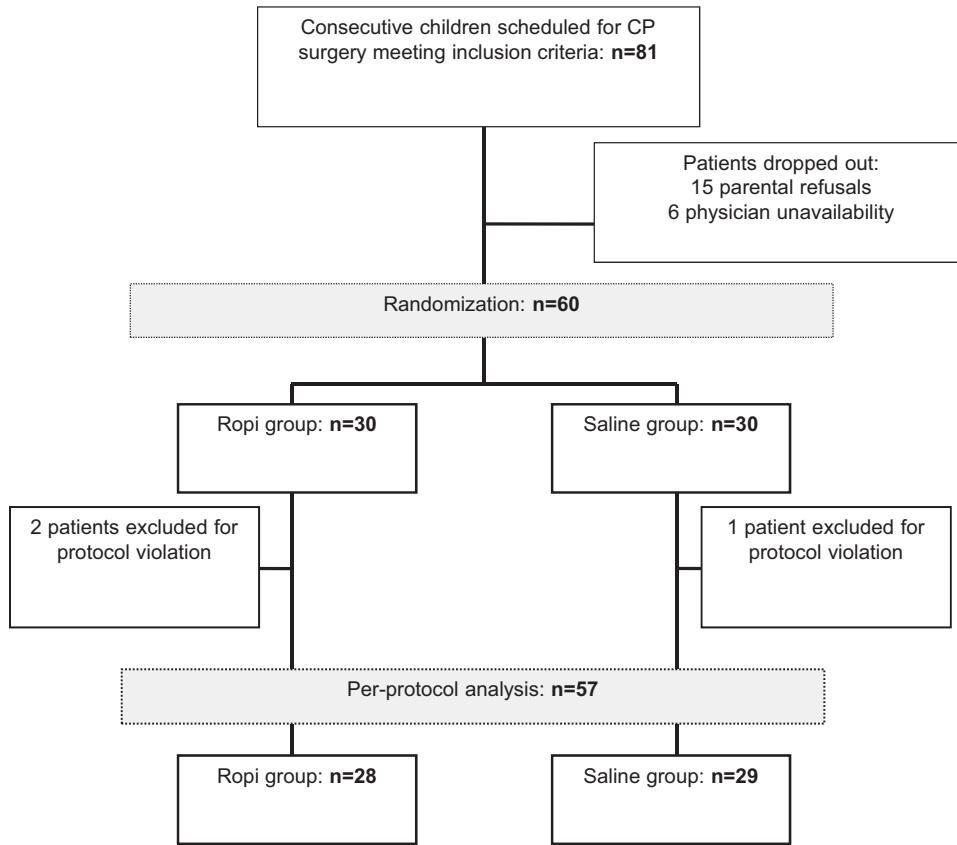 Consecutive children scheduled for CP
surgery meeting inclusion criteria: n=81
Patients dropped out:
15 parental refusals
6 physician unavailability
Randomization: n=60
Ropi group: n=30
Saline group: n=30
2 patients excluded for
protocol violation
1 patient excluded for
protocol violation
Per-protocol analysis: n=57
Ropi group: n=28
Saline group: n=29